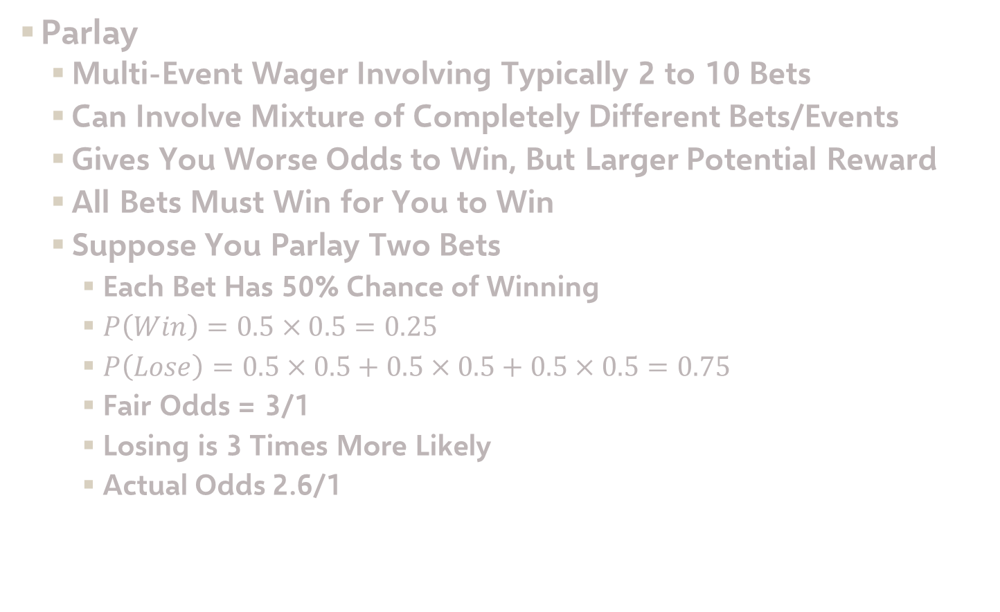 Parlay
Multi-Event Wager Involving Typically 2 to 10 Bets
Can Involve Mixture of Completely Different Bets/Events
Gives You Worse Odds to Win, But Larger Potential Reward
All Bets Must Win for You to Win
Suppose You Parlay Two Bets
Each Bet Has 50% Chance of Winning
P(Win) = 0.5 × 0.5 = 0.25
P(Lose) = 0.5 × 0.5 + 0.5 × 0.5 + 0.5 × 0.5 = 0.75
Fair Odds = 3/1
Losing is 3 Times More Likely
Actual Odds 2.6/1